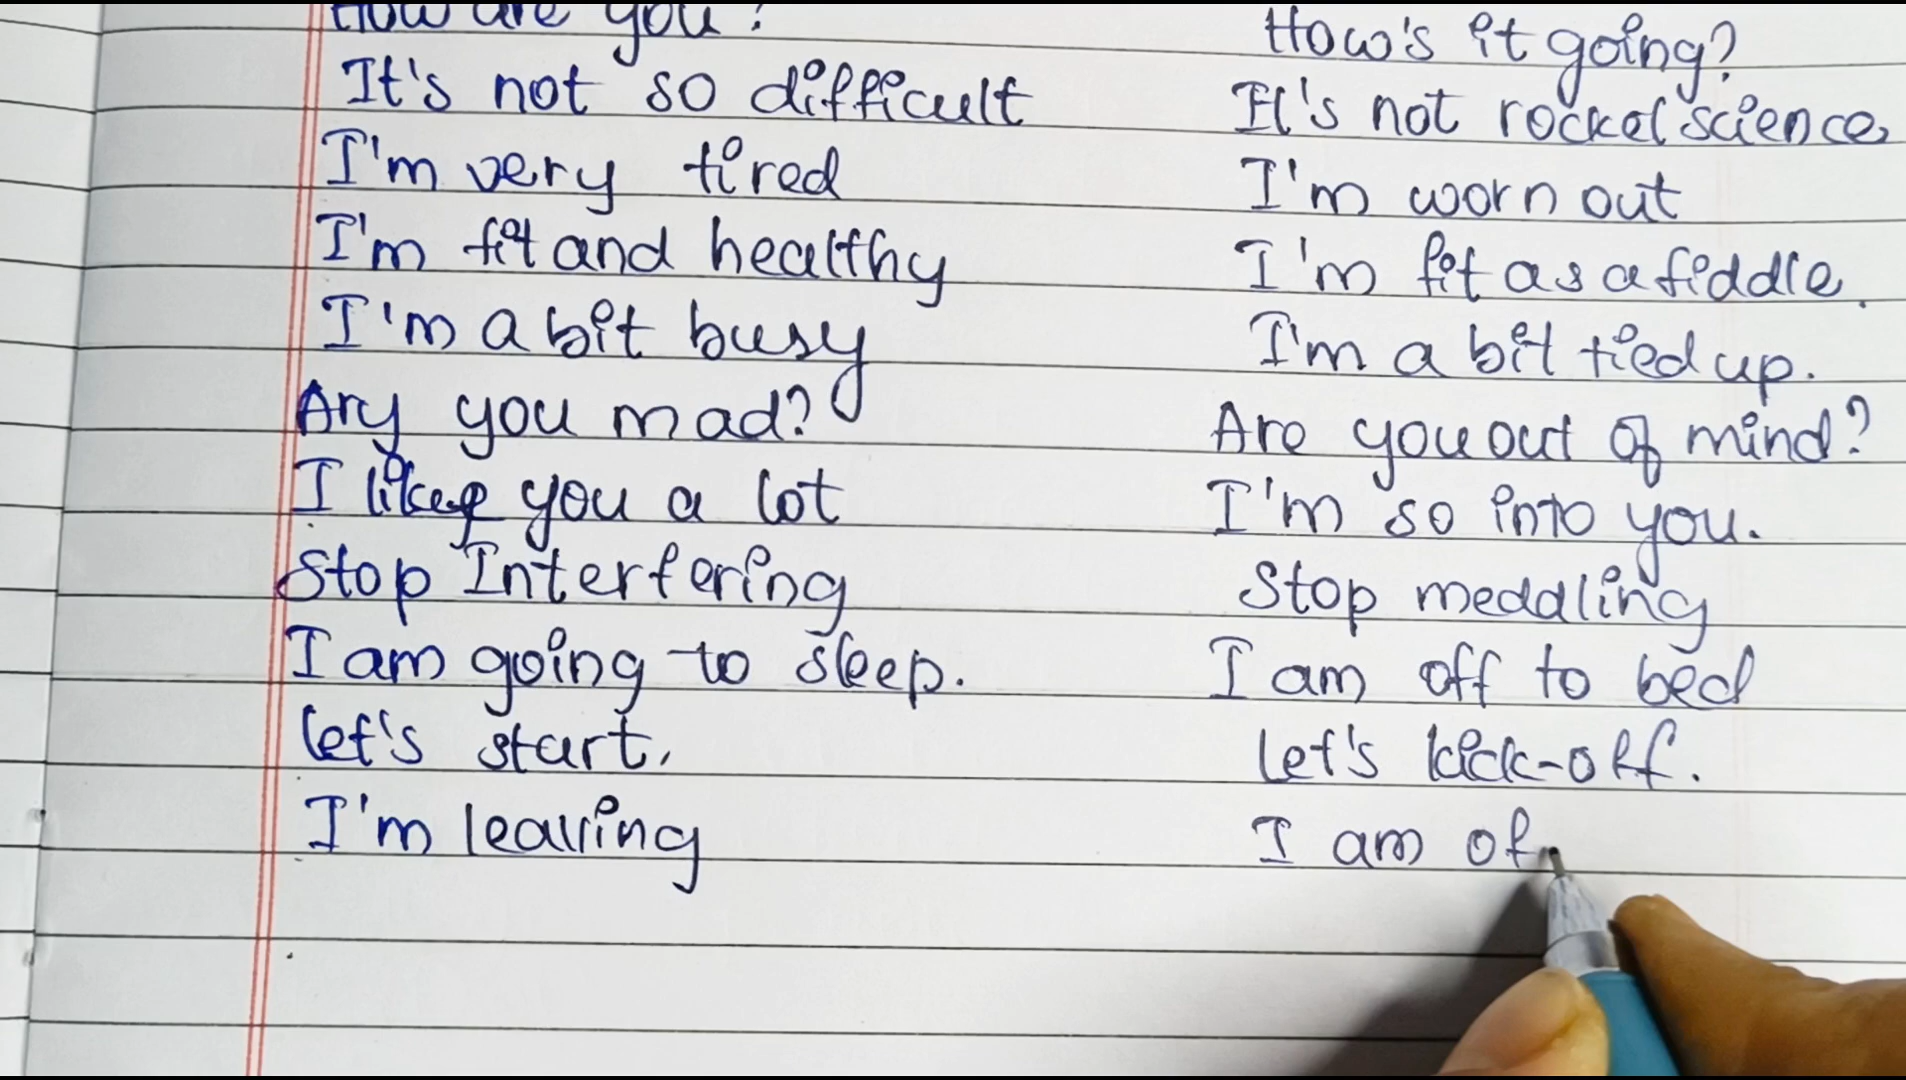 How are you? How's it going?
It's not so difficult It's not rocket science
I'm very tired I'm worn out
I'm fit and healthy I'm fit as a fiddle.
I'm a bit busy I'm a bit tied up.
Ary you mad? Are you out of mind?
I like you a lot I'm so into you.
Stop Interfering Stop meddling
I am going to sleep. I am off to bed
Let's start. Let's kick-off.
I'm leaving I am of